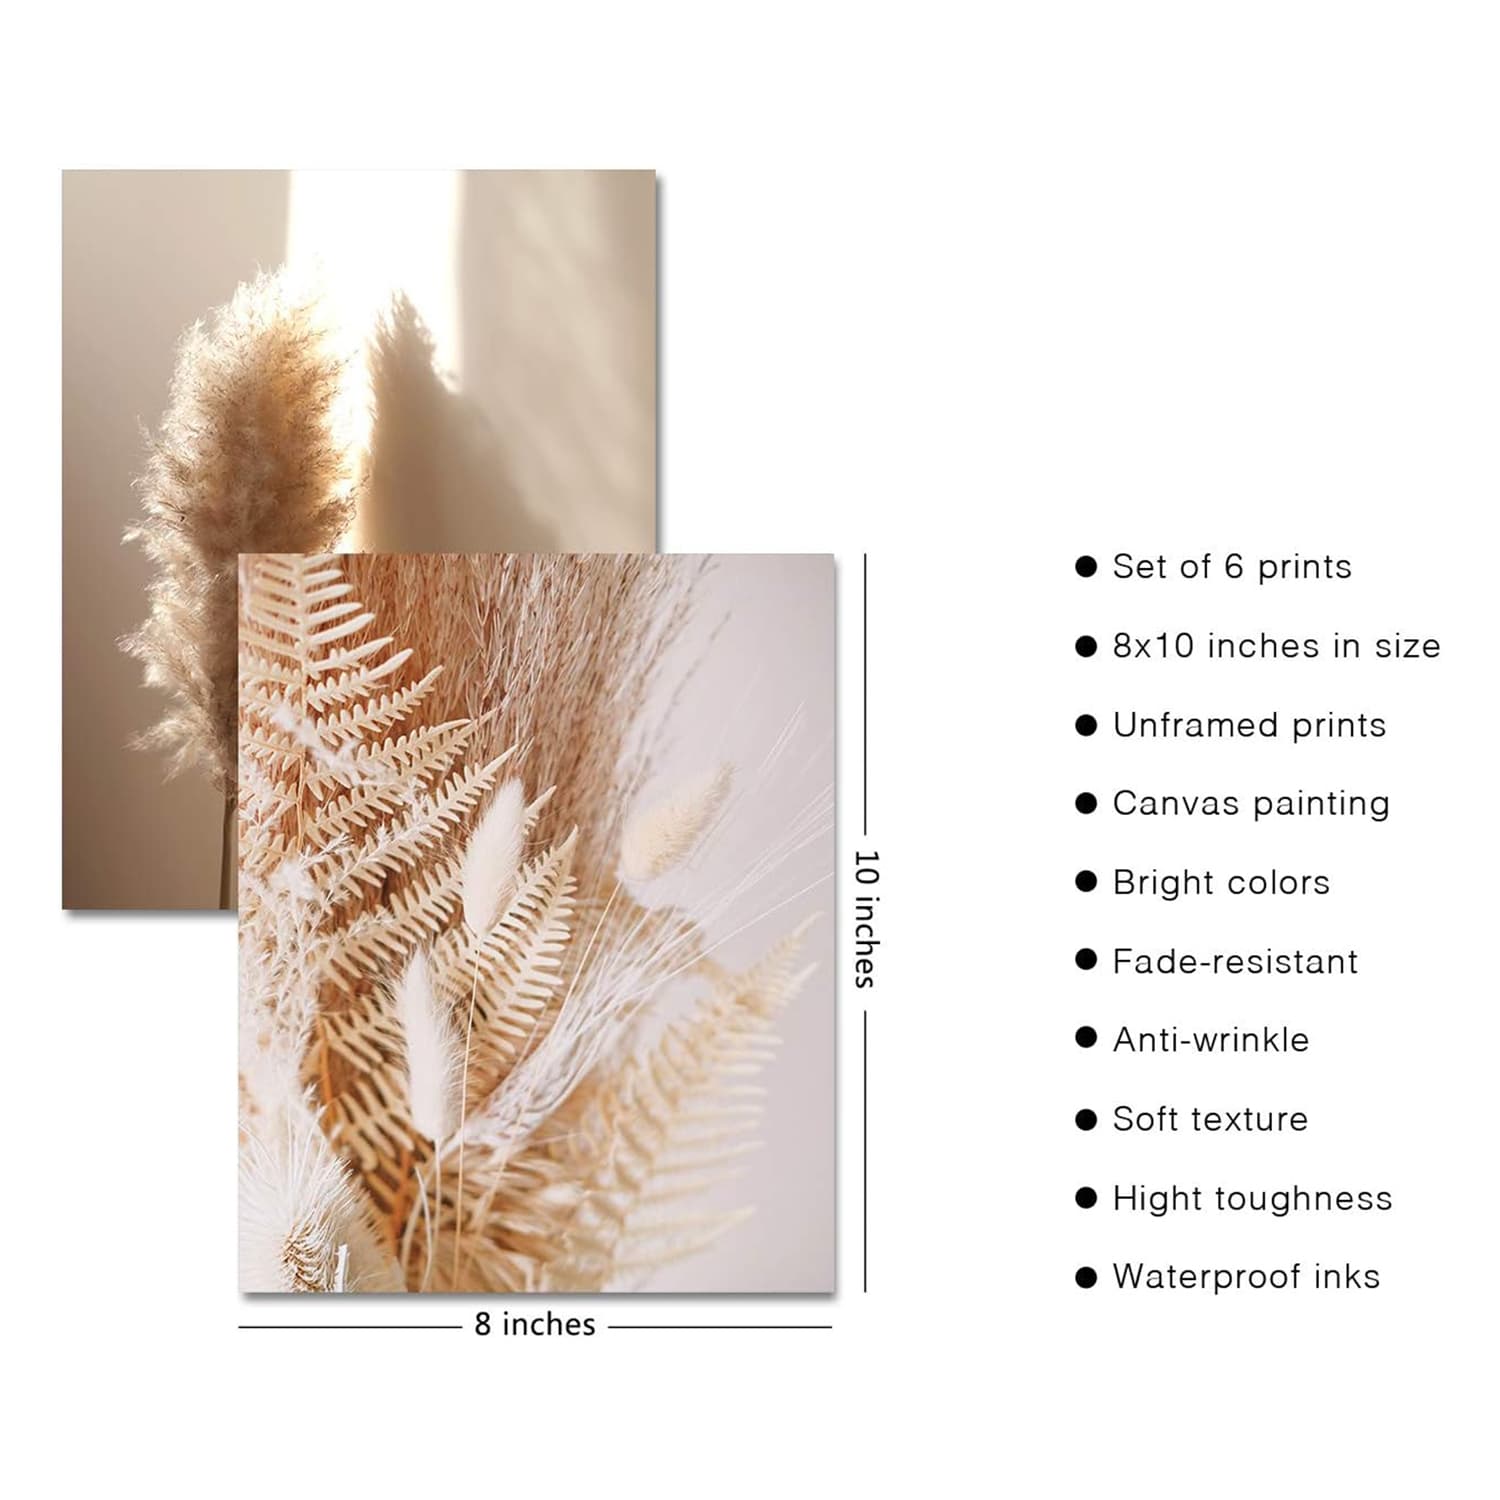 Set of 6 prints
8x10 inches in size
Unframed prints
Canvas painting
Bright colors
Fade-resistant
Anti-wrinkle
Soft texture
Hight toughness
Waterproof inks
10 inches
8 inches